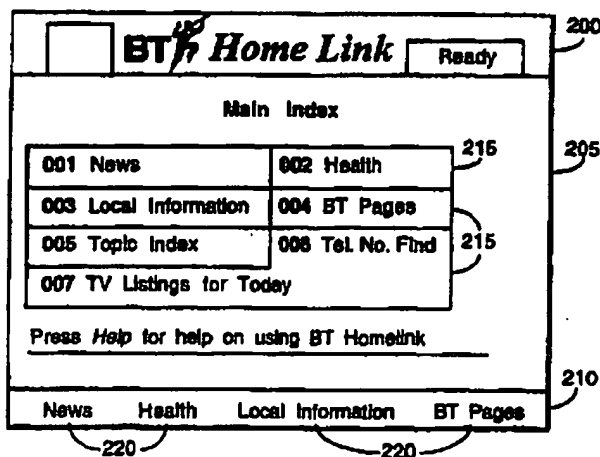 BT Home Link Ready 200
Main Index
001 News 002 Health 215 205
003 Local Information 004 BT Pages
005 Topic Index 006 Tel. No. Find 215
007 TV Listings for Today
Press Help for help on using BT Homelink
210
News Health Local Information BT Pages
220 220